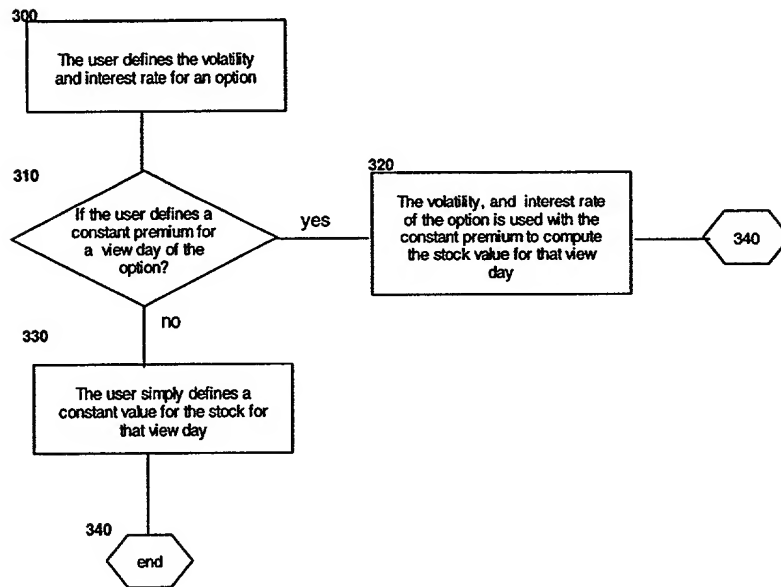 300
The user defines the volatility
and interest rate for an option
310
If the user defines a
constant premium for
a view day of the
option?
yes
320
The volatility, and interest rate
of the option is used with the
constant premium to compute
the stock value for that view
day
340
no
330
The user simply defines a
constant value for the stock for
that view day
340
end